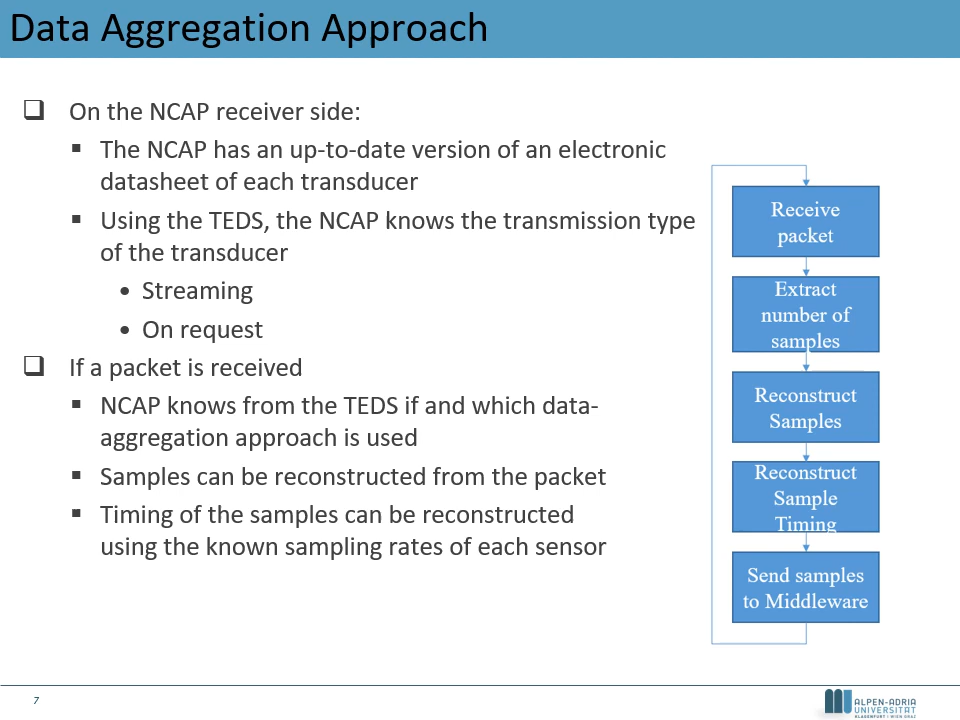 Data Aggregation Approach
❑ On the NCAP receiver side:
▪ The NCAP has an up-to-date version of an electronic
datasheet of each transducer
▪ Using the TEDS, the NCAP knows the transmission type
of the transducer
• Streaming
• On request
❑ If a packet is received
▪ NCAP knows from the TEDS if and which data-
aggregation approach is used
▪ Samples can be reconstructed from the packet
▪ Timing of the samples can be reconstructed
using the known sampling rates of each sensor
Receive
packet
Extract
number of
samples
Reconstruct
Samples
Reconstruct
Sample
Timing
Send samples
to Middleware
7
ALPEN-ADRIA
UNIVERSITÄT
KLAGENFURT I WIEN GRAZ